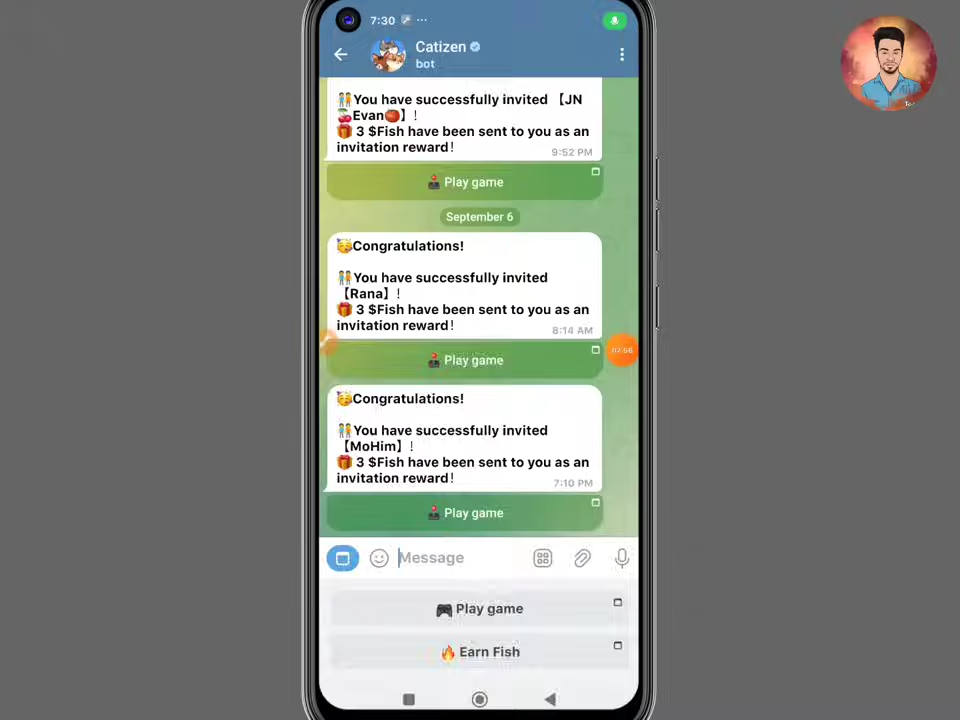 7:30
Catizen
bot
👫You have successfully invited 【JN
🍒Evan🍅】!
🎁 3 $Fish have been sent to you as an
invitation reward!
9:52 PM
🕹️ Play game
September 6
🥳Congratulations!
👫You have successfully invited
【Rana】!
🎁 3 $Fish have been sent to you as an
invitation reward!
8:14 AM
🕹️ Play game
🥳Congratulations!
👫You have successfully invited
【MoHim】!
🎁 3 $Fish have been sent to you as an
invitation reward!
7:10 PM
🕹️ Play game
Message
🎮 Play game
🔥 Earn Fish